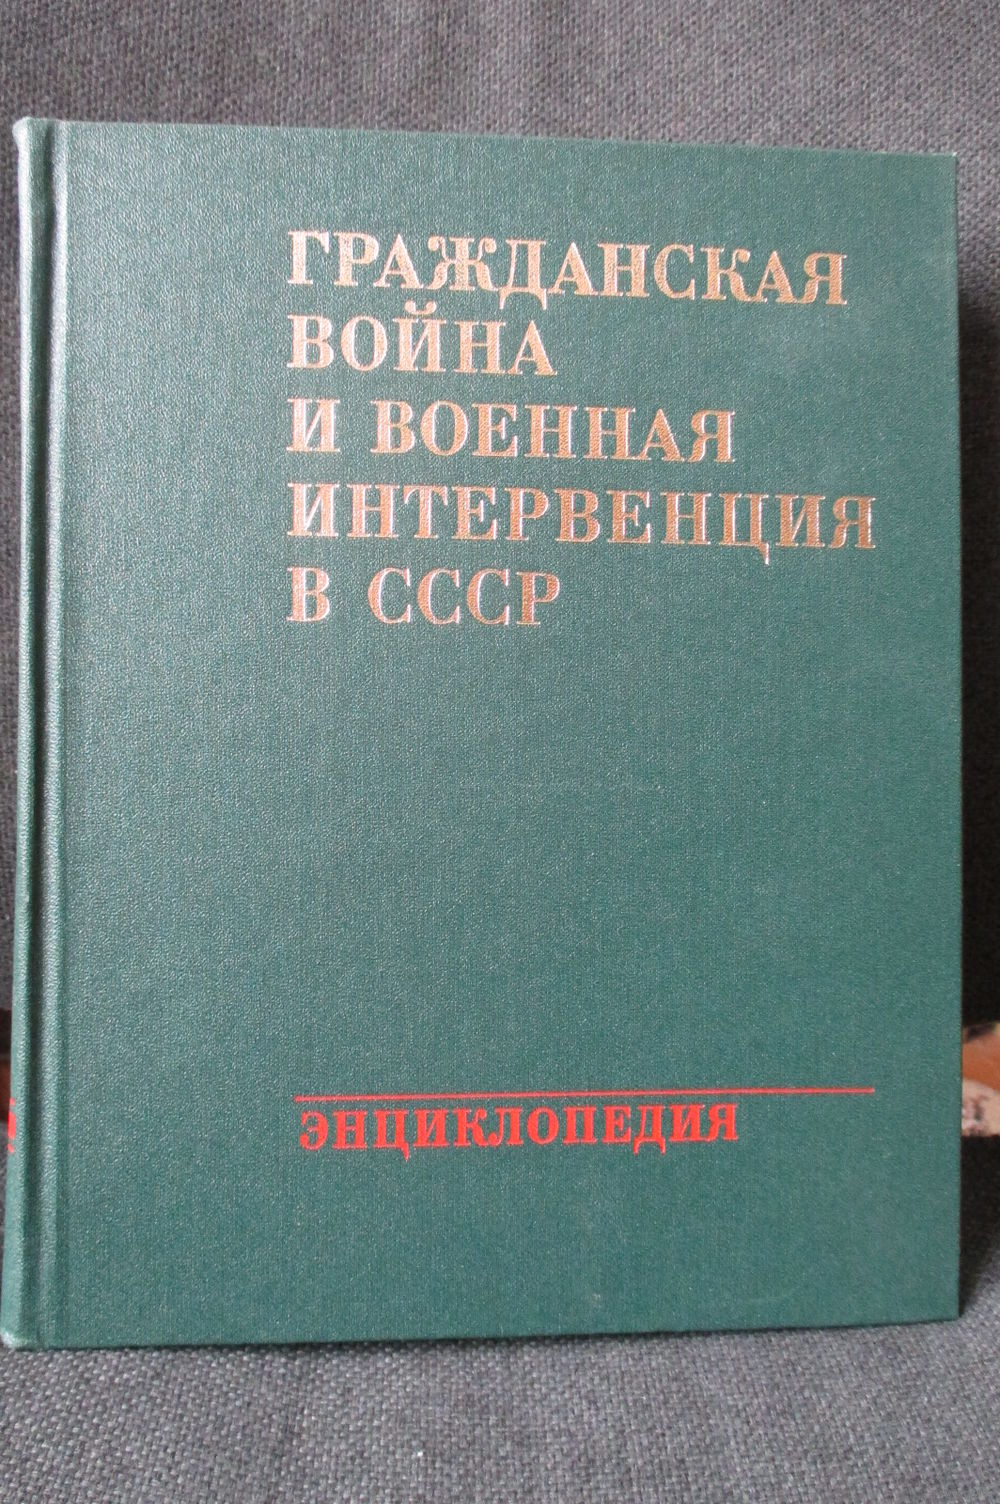 ГРАЖДАНСКАЯ
ВОЙНА
И ВОЕННАЯ
ИНТЕРВЕНЦИЯ
В СССР
ЭНЦИКЛОПЕДИЯ